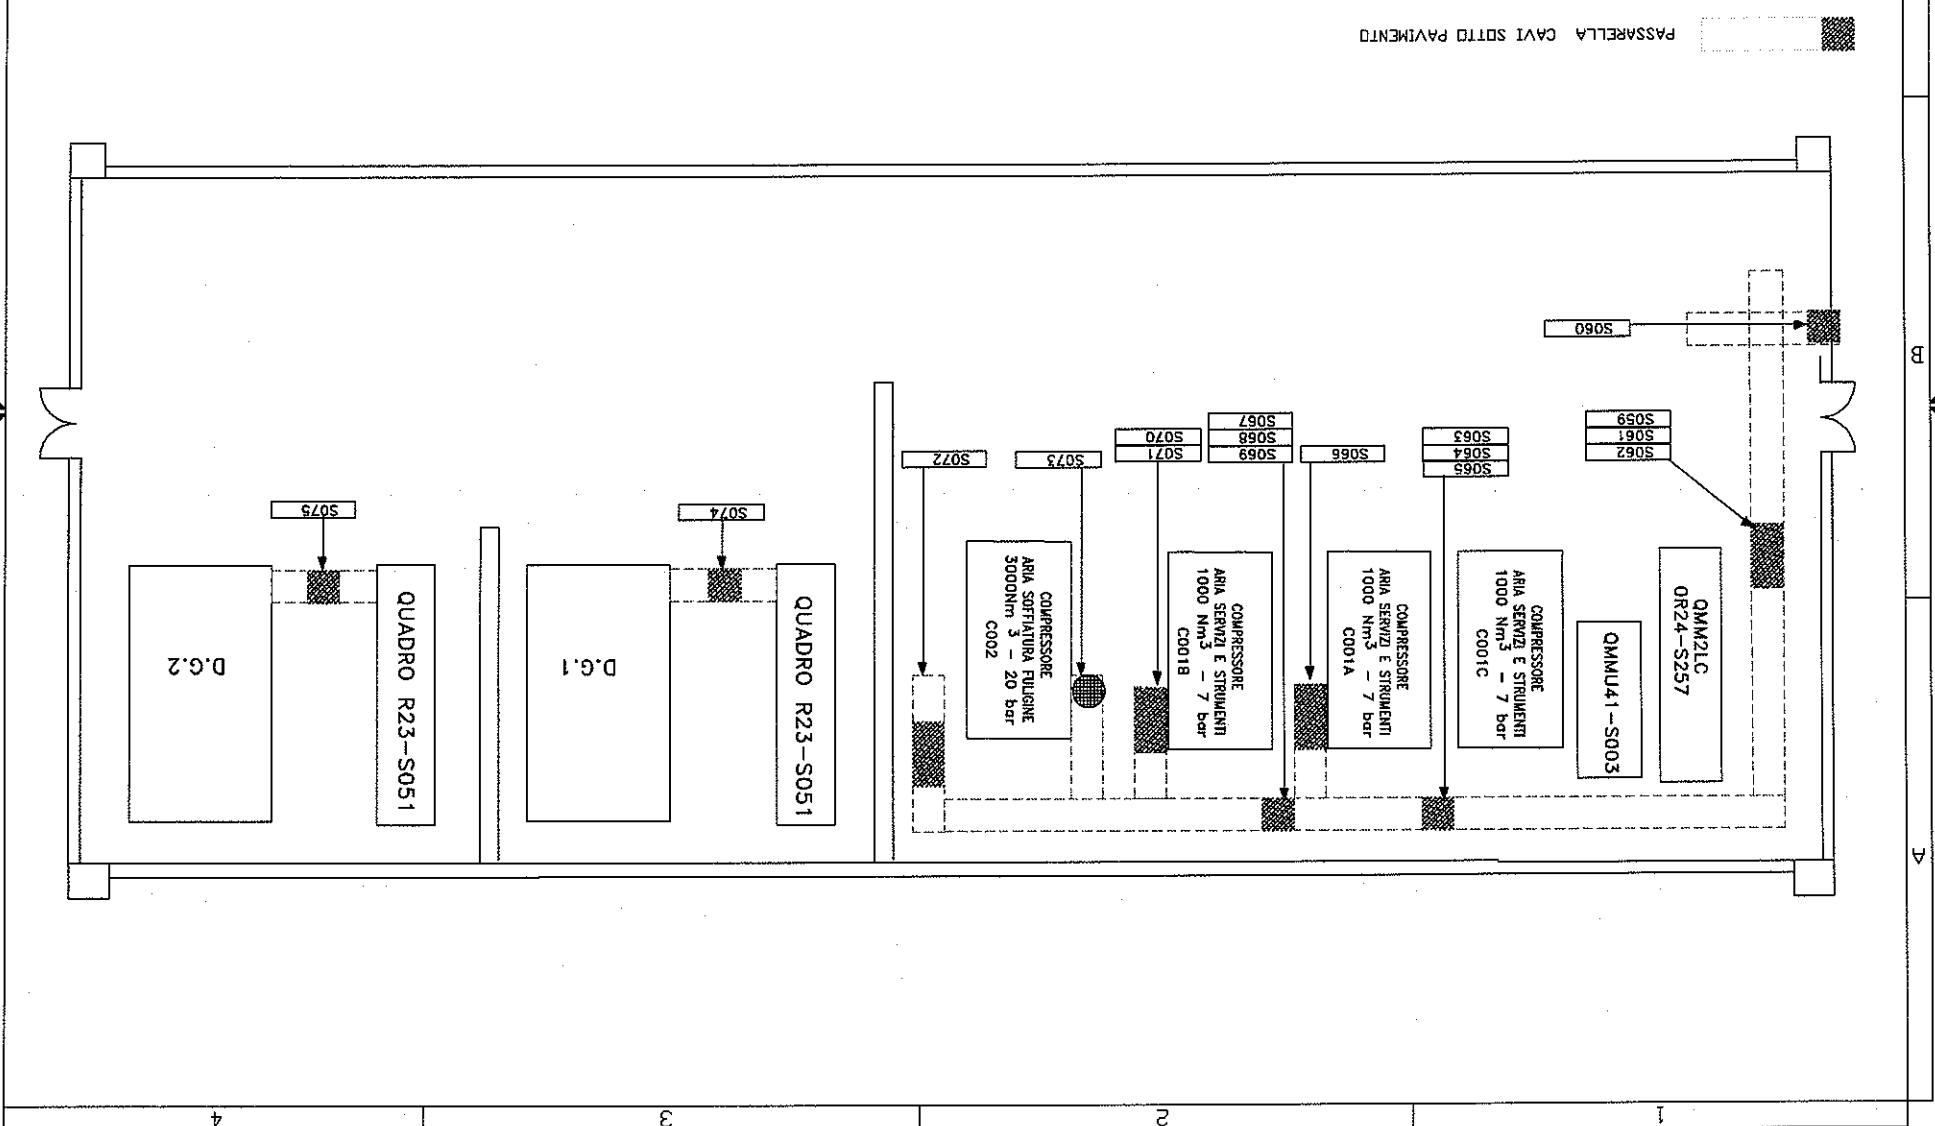 PASSARELLA CAVI SOTTO PAVIMENTO
B
A
S060
S059
S061
S062
S063
S064
S065
S066
S067
S068
S069
S070
S071
S073
S072
S074
S075
QMM2LC
QR24-S257
QMMU41-S003
COMPRESSORE
ARIA SERVIZI E STRUMENTI
1000 Nm3 - 7 bar
C001C
COMPRESSORE
ARIA SERVIZI E STRUMENTI
1000 Nm3 - 7 bar
C001A
COMPRESSORE
ARIA SERVIZI E STRUMENTI
1000 Nm3 - 7 bar
C001B
COMPRESSORE
ARIA SOFFIATURA FULIGINE
3000Nm 3 - 20 bar
C002
QUADRO R23-S051
D.G.1
QUADRO R23-S051
D.G.2
1
2
3
4